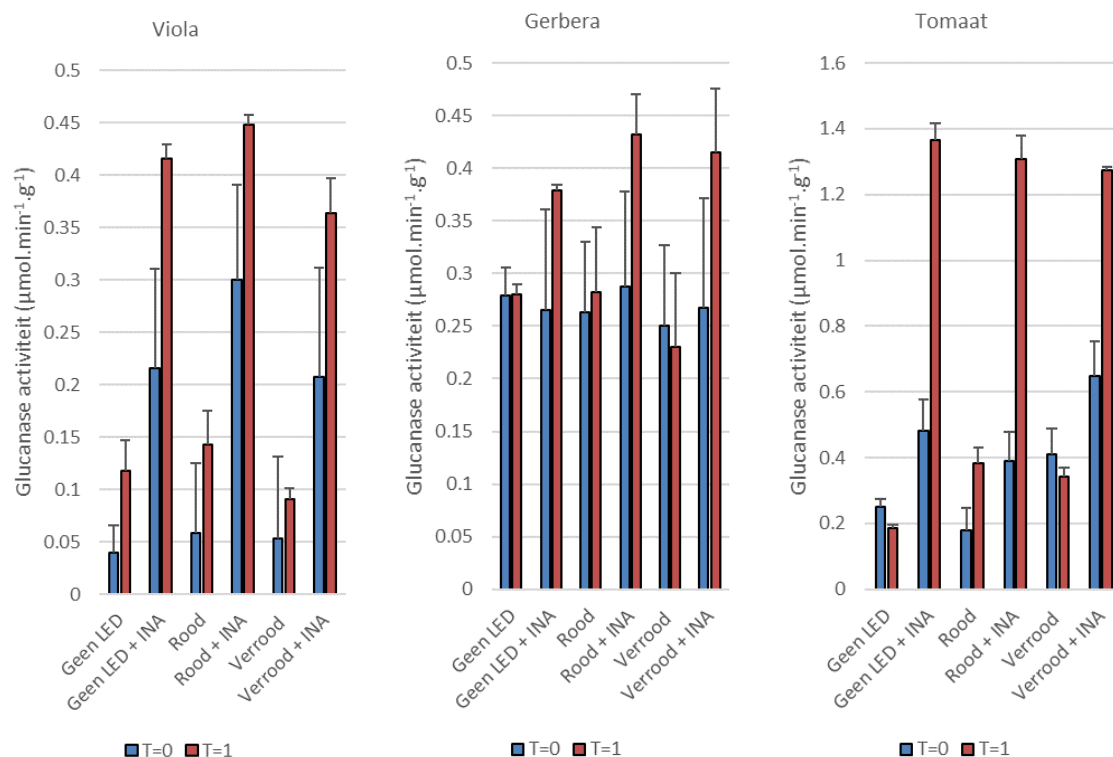 Viola
Glucanase activiteit (µmol.min⁻¹.g⁻¹)
0.5
0.45
0.4
0.35
0.3
0.25
0.2
0.15
0.1
0.05
0
Geen LED
Geen LED + INA
Rood
Rood + INA
Verrood
Verrood + INA
T=0 T=1
Gerbera
Glucanase activiteit (µmol.min⁻¹.g⁻¹)
0.5
0.45
0.4
0.35
0.3
0.25
0.2
0.15
0.1
0.05
0
Geen LED
Geen LED + INA
Rood
Rood + INA
Verrood
Verrood + INA
T=0 T=1
Tomaat
Glucanase activiteit (µmol.min⁻¹.g⁻¹)
1.6
1.4
1.2
1
0.8
0.6
0.4
0.2
0
Geen LED
Geen LED + INA
Rood
Rood + INA
Verrood
Verrood + INA
T=0 T=1